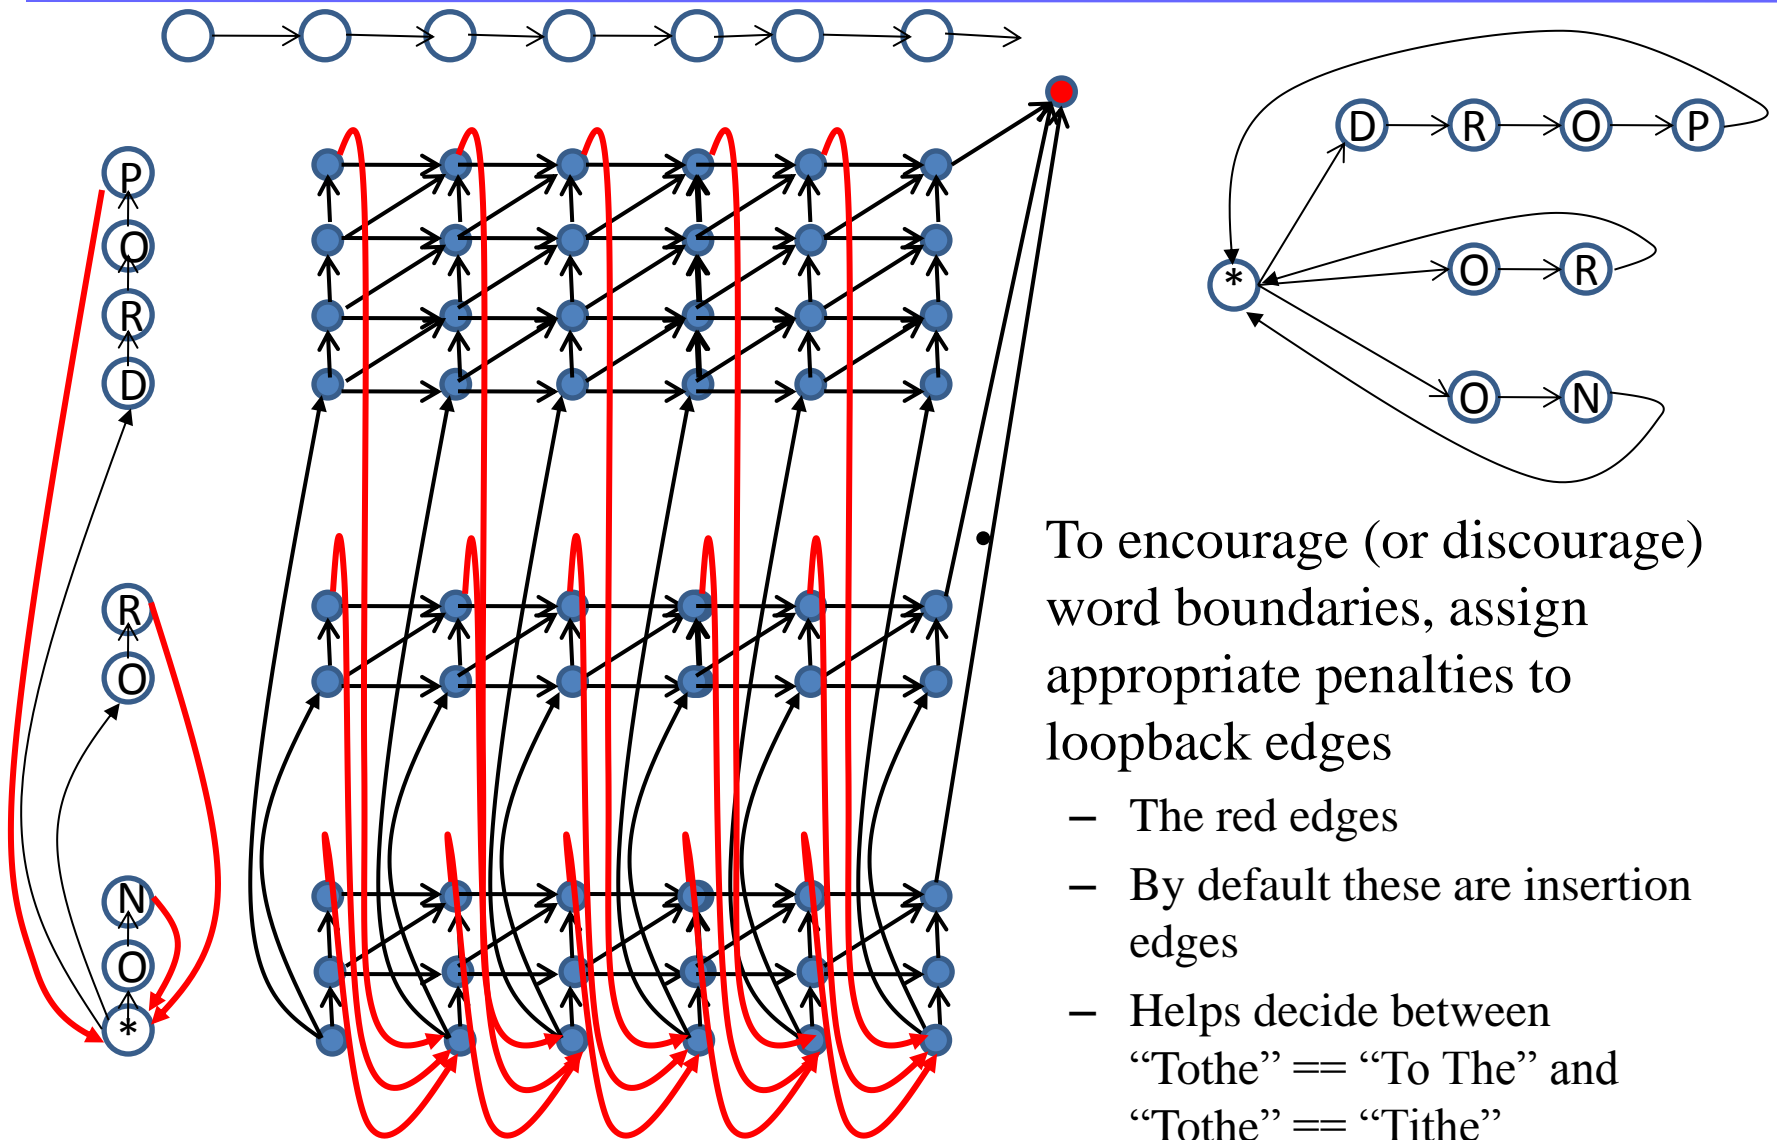 P
O
R
D
R
O
N
O
*
D R O P
* O R
O N
• To encourage (or discourage)
word boundaries, assign
appropriate penalties to
loopback edges
– The red edges
– By default these are insertion
edges
– Helps decide between
“Tothe” == “To The” and
“Tothe” == “Tithe”